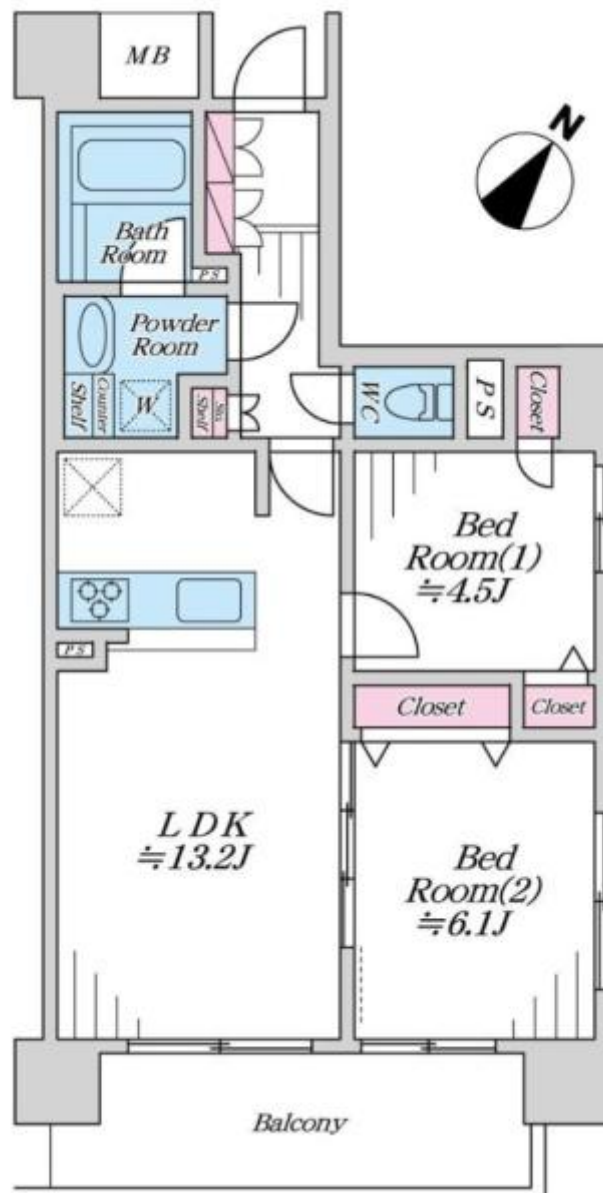 MB
N
Bath
Room
PS
Powder
Room
Shelf
Counter
W
Shelf
WC
PS
Closet
Bed
Room(1)
≒4.5J
PS
Closet
Closet
LDK
≒13.2J
Bed
Room(2)
≒6.1J
Balcony